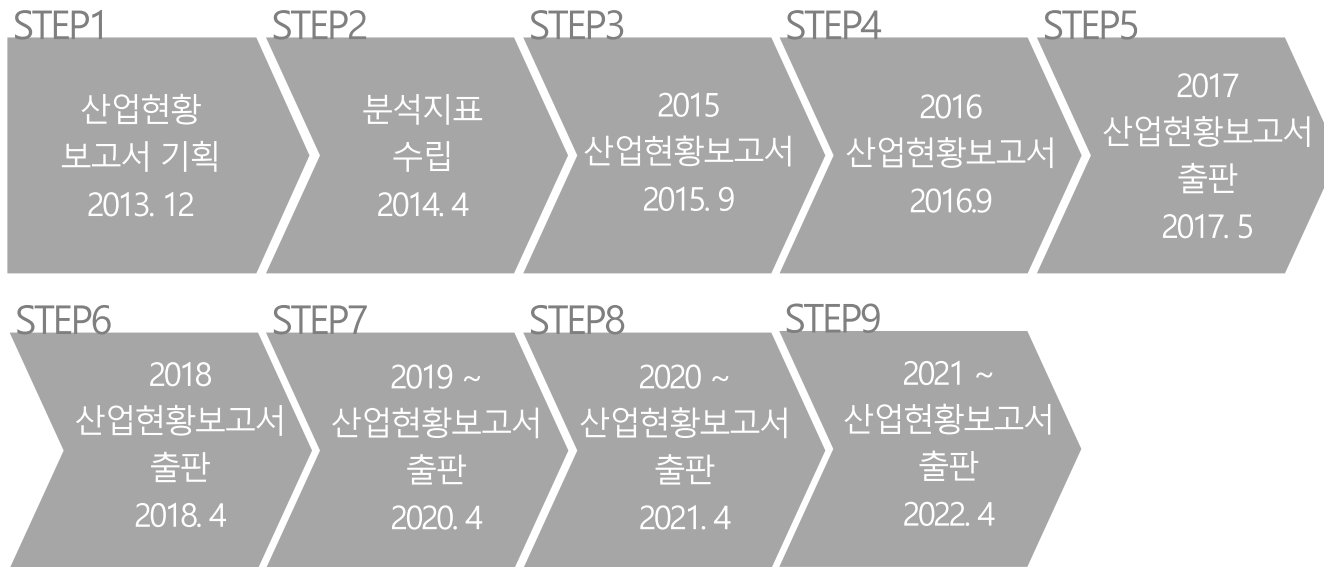 STEP1
산업현황
보고서 기획
2013. 12
STEP2
분석지표
수립
2014. 4
STEP3
2015
산업현황보고서
2015. 9
STEP4
2016
산업현황보고서
2016.9
STEP5
2017
산업현황보고서
출판
2017. 5
STEP6
2018
산업현황보고서
출판
2018. 4
STEP7
2019 ~
산업현황보고서
출판
2020. 4
STEP8
2020 ~
산업현황보고서
출판
2021. 4
STEP9
2021 ~
산업현황보고서
출판
2022. 4